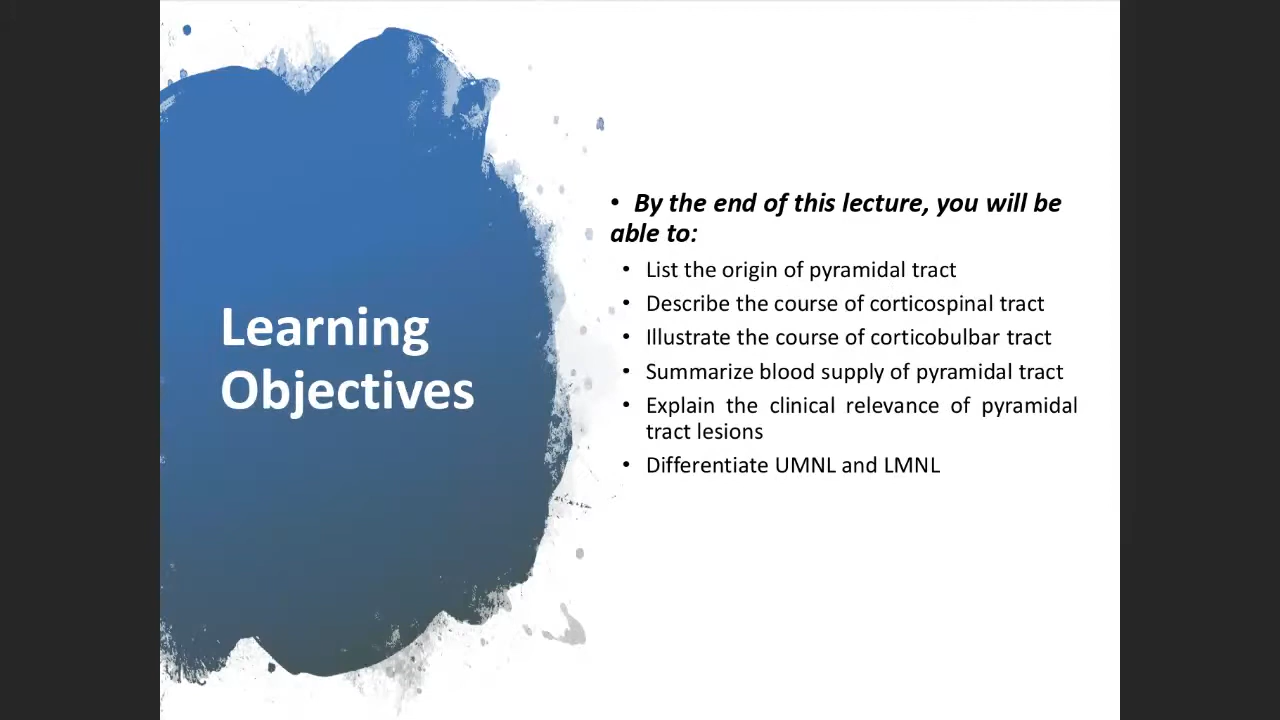 Learning
Objectives
• By the end of this lecture, you will be
able to:
• List the origin of pyramidal tract
• Describe the course of corticospinal tract
• Illustrate the course of corticobulbar tract
• Summarize blood supply of pyramidal tract
• Explain the clinical relevance of pyramidal
tract lesions
• Differentiate UMNL and LMNL